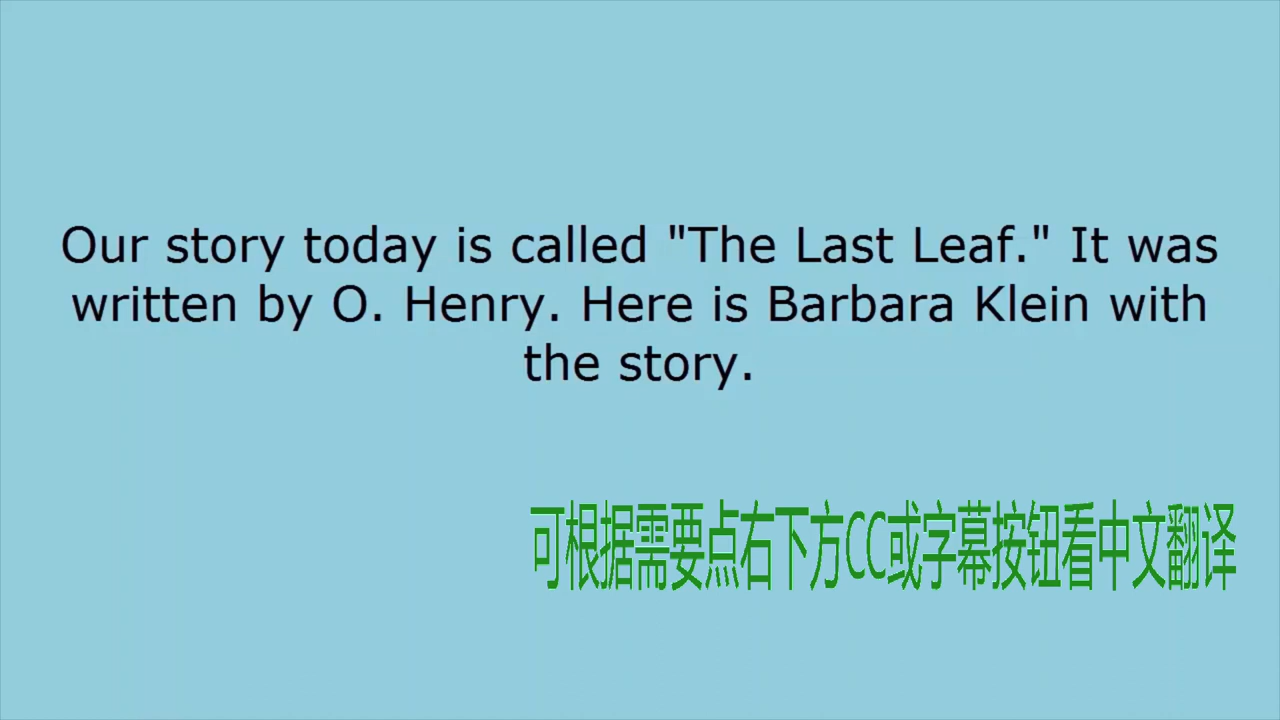 Our story today is called "The Last Leaf." It was
written by O. Henry. Here is Barbara Klein with
the story.
可根据需要点右下方CC或字幕按钮看中文翻译